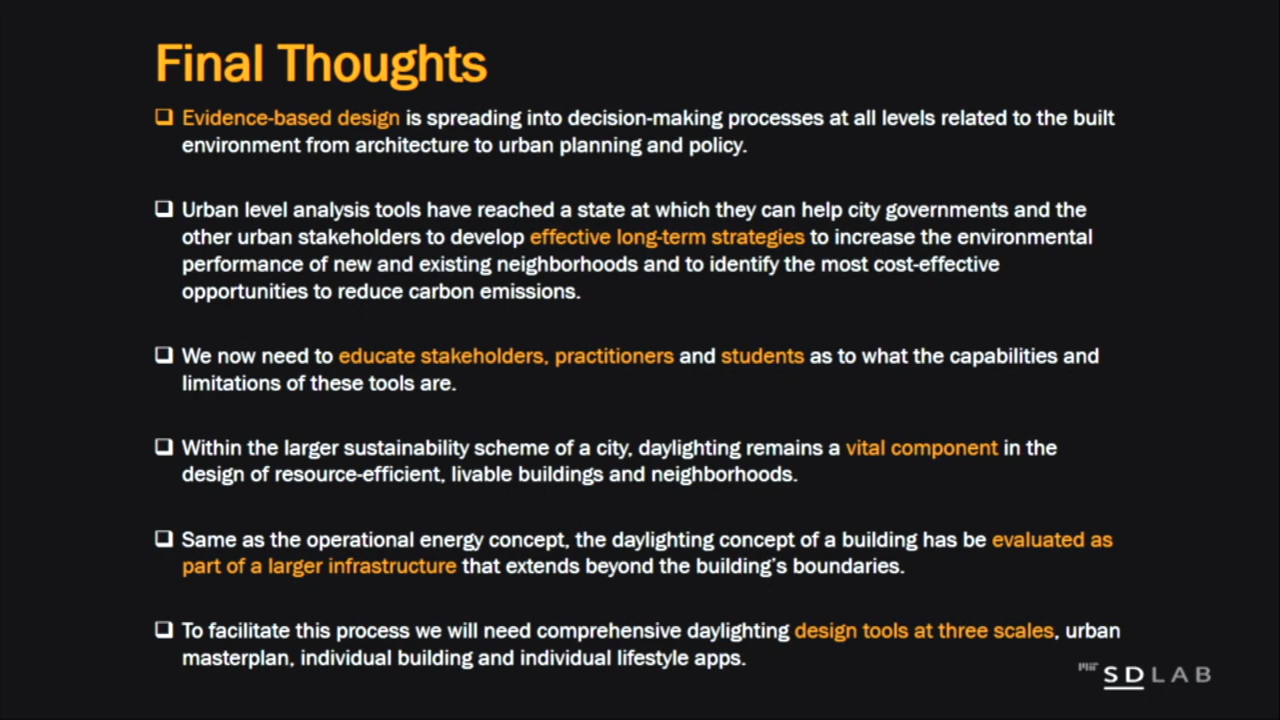 Final Thoughts
❑ Evidence-based design is spreading into decision-making processes at all levels related to the built
environment from architecture to urban planning and policy.
❑ Urban level analysis tools have reached a state at which they can help city governments and the
other urban stakeholders to develop effective long-term strategies to increase the environmental
performance of new and existing neighborhoods and to identify the most cost-effective
opportunities to reduce carbon emissions.
❑ We now need to educate stakeholders, practitioners and students as to what the capabilities and
limitations of these tools are.
❑ Within the larger sustainability scheme of a city, daylighting remains a vital component in the
design of resource-efficient, livable buildings and neighborhoods.
❑ Same as the operational energy concept, the daylighting concept of a building has be evaluated as
part of a larger infrastructure that extends beyond the building's boundaries.
❑ To facilitate this process we will need comprehensive daylighting design tools at three scales, urban
masterplan, individual building and individual lifestyle apps.
MIT SDLAB